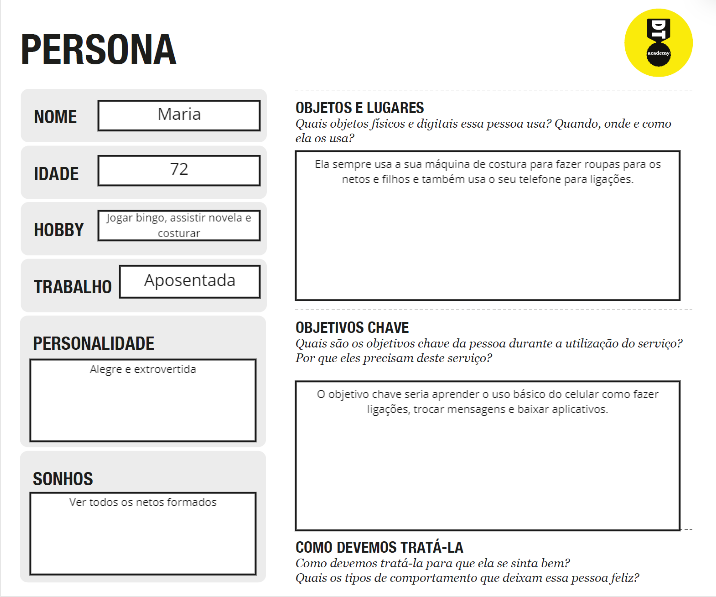 PERSONA
DT
academy
NOME
Maria
IDADE
72
HOBBY
Jogar bingo, assistir novela e
costurar
TRABALHO
Aposentada
PERSONALIDADE
Alegre e extrovertida
SONHOS
Ver todos os netos formados
OBJETOS E LUGARES
Quais objetos físicos e digitais essa pessoa usa? Quando, onde e como
ela os usa?
Ela sempre usa a sua máquina de costura para fazer roupas para os
netos e filhos e também usa o seu telefone para ligações.
OBJETIVOS CHAVE
Quais são os objetivos chave da pessoa durante a utilização do serviço?
Por que eles precisam deste serviço?
O objetivo chave seria aprender o uso básico do celular como fazer
ligações, trocar mensagens e baixar aplicativos.
COMO DEVEMOS TRATÁ-LA
Como devemos tratá-la para que ela se sinta bem?
Quais os tipos de comportamento que deixam essa pessoa feliz?